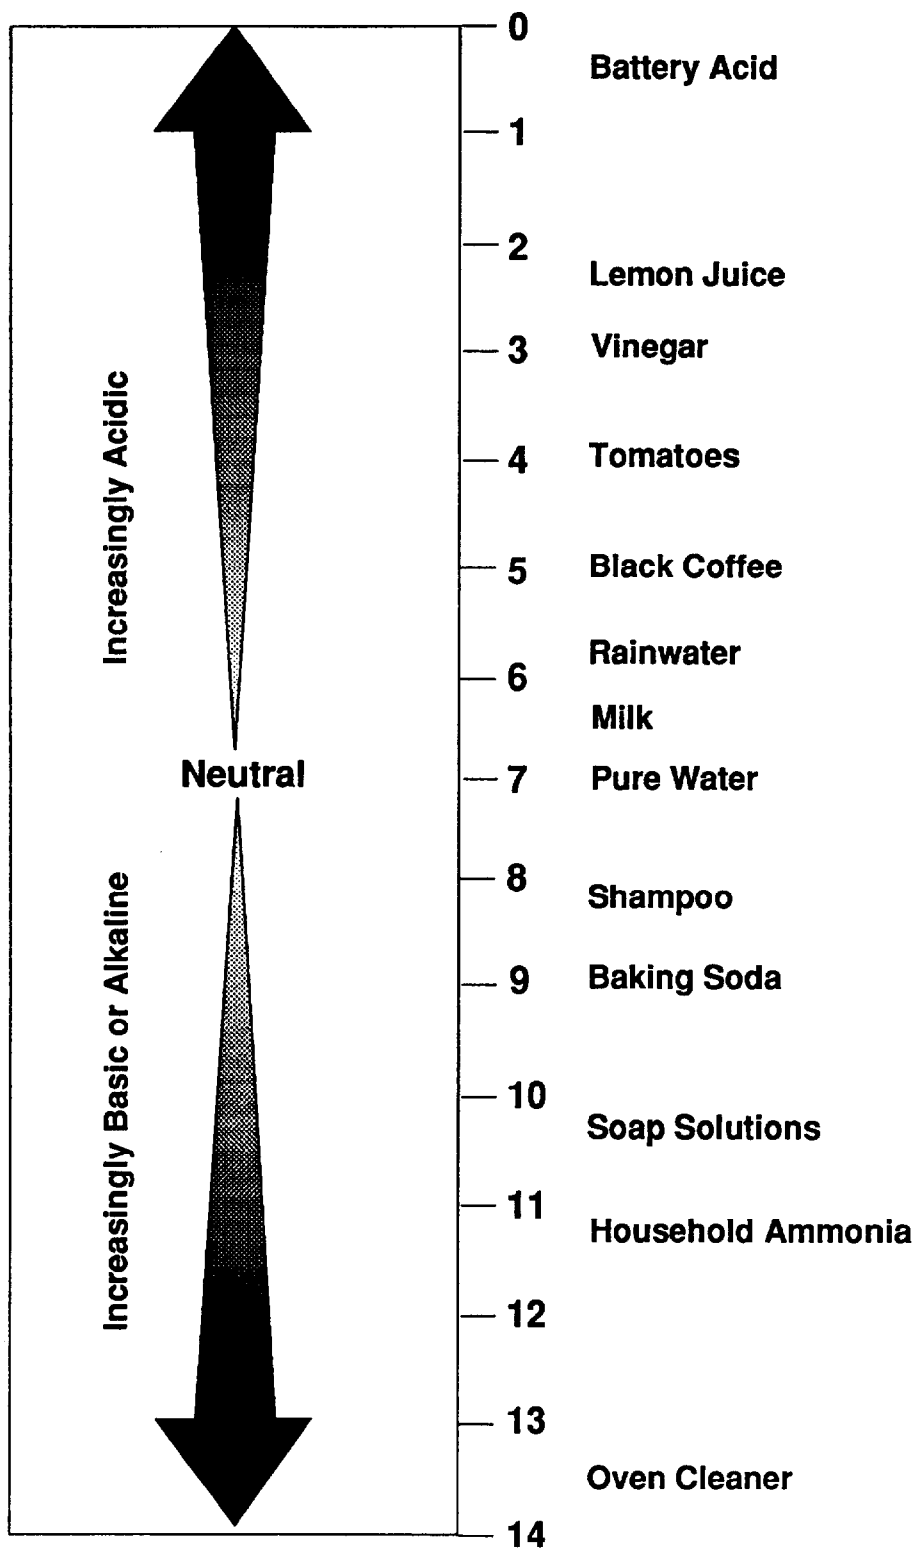 0
Battery Acid
1
2
Lemon Juice
3
Vinegar
Increasingly Acidic
4
Tomatoes
5
Black Coffee
Rainwater
6
Milk
Neutral
7
Pure Water
8
Shampoo
Increasingly Basic or Alkaline
9
Baking Soda
10
Soap Solutions
11
Household Ammonia
12
13
Oven Cleaner
14